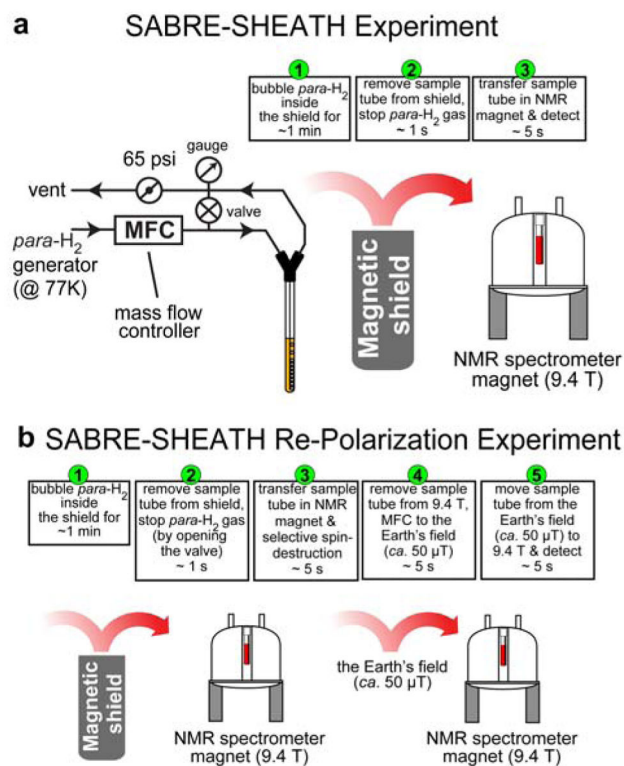 a SABRE-SHEATH Experiment
1
bubble para-H2
inside
the shield for
~1 min
2
remove sample
tube from shield,
stop para-H2 gas
~ 1 s
3
transfer sample
tube in NMR
magnet & detect
~ 5 s
gauge
65 psi
vent
valve
MFC
para-H2
generator
(@ 77K)
mass flow
controller
Magnetic
shield
NMR spectrometer
magnet (9.4 T)
b SABRE-SHEATH Re-Polarization Experiment
1
bubble para-H2
inside
the shield for
~1 min
2
remove sample
tube from shield,
stop para-H2 gas
(by opening
the valve)
~ 1 s
3
transfer sample
tube in NMR
magnet &
selective spin-
destruction
~ 5 s
4
remove sample
tube from 9.4 T,
MFC to the
Earth's field
(ca. 50 µT)
~ 5 s
5
move sample
tube from the
Earth's field
(ca. 50 µT) to
9.4 T & detect
~ 5 s
Magnetic
shield
NMR spectrometer
magnet (9.4 T)
the Earth's field
(ca. 50 µT)
NMR spectrometer
magnet (9.4 T)